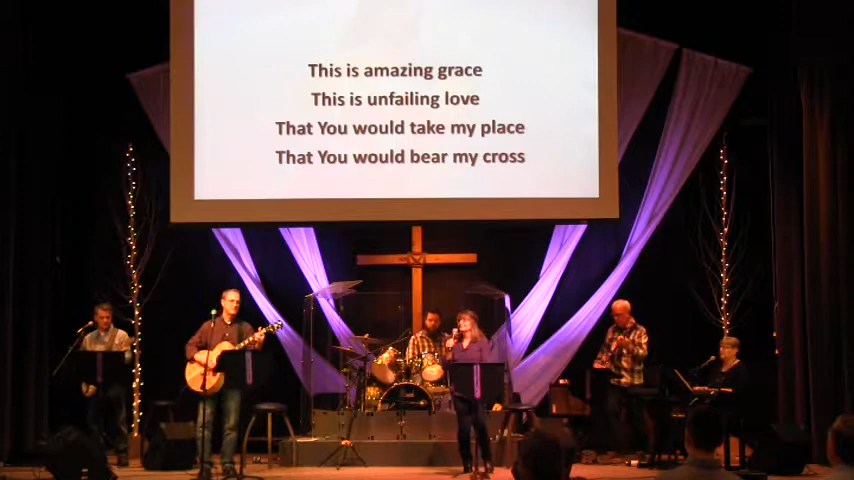 This is amazing grace
This is unfailing love
That You would take my place
That You would bear my cross